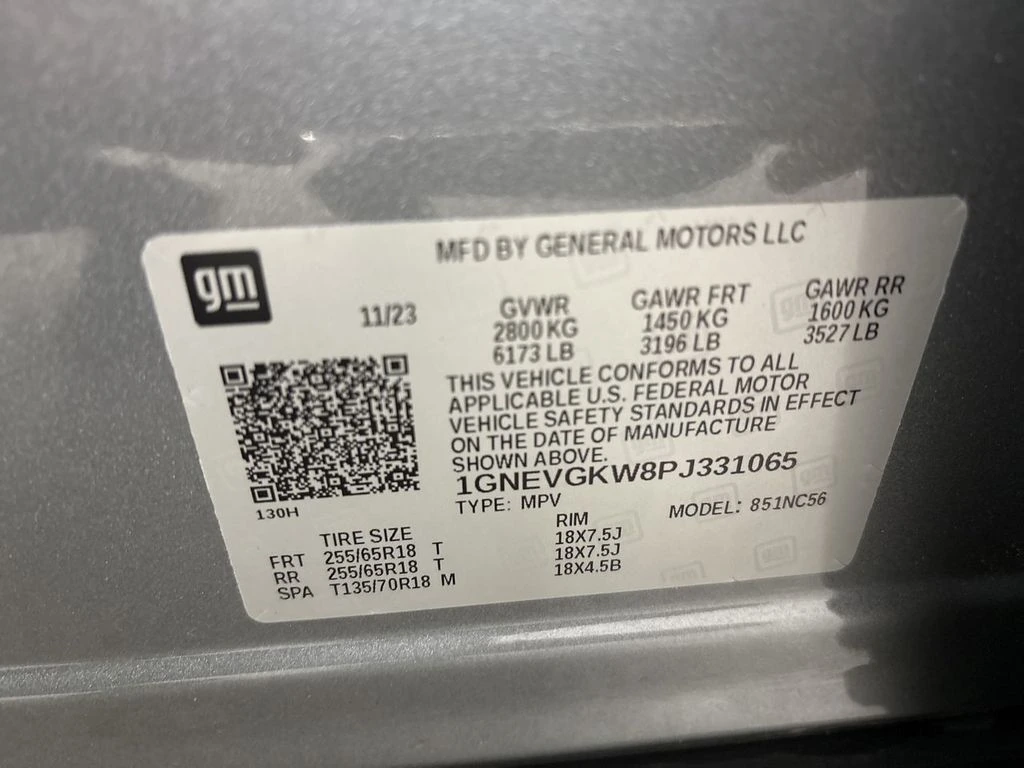 gm
MFD BY GENERAL MOTORS LLC
11/23
GVWR
2800 KG
6173 LB
GAWR FRT
1450 KG
3196 LB
GAWR RR
1600 KG
3527 LB
THIS VEHICLE CONFORMS TO ALL
APPLICABLE U.S. FEDERAL MOTOR
VEHICLE SAFETY STANDARDS IN EFFECT
ON THE DATE OF MANUFACTURE
SHOWN ABOVE.
1GNEVGKW8PJ331065
TYPE: MPV
MODEL: 851NC56
130H
TIRE SIZE
RIM
FRT 255/65R18 T 18X7.5J
RR 255/65R18 T 18X7.5J
SPA T135/70R18 M 18X4.5B